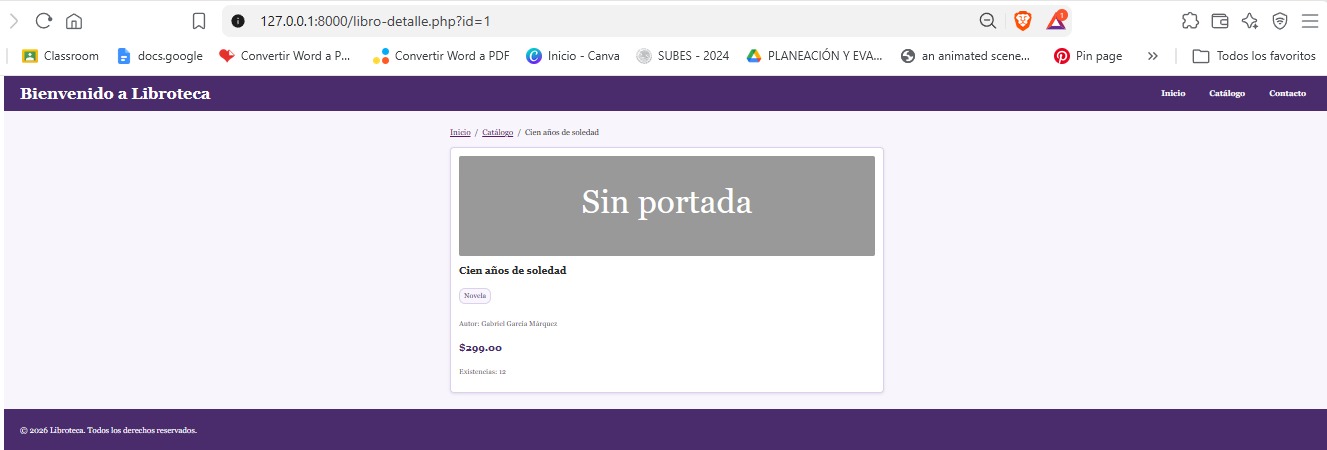 127.0.0.1:8000/libro-detalle.php?id=1
1
Classroom docs.google Convertir Word a P... Convertir Word a PDF Inicio - Canva SUBES - 2024 PLANEACIÓN Y EVA... an animated scene... Pin page » Todos los favoritos
Bienvenido a Libroteca Inicio Catálogo Contacto
Inicio / Catálogo / Cien años de soledad
Sin portada
Cien años de soledad
Novela
Autor: Gabriel García Márquez
$299.00
Existencias: 12
© 2026 Libroteca. Todos los derechos reservados.